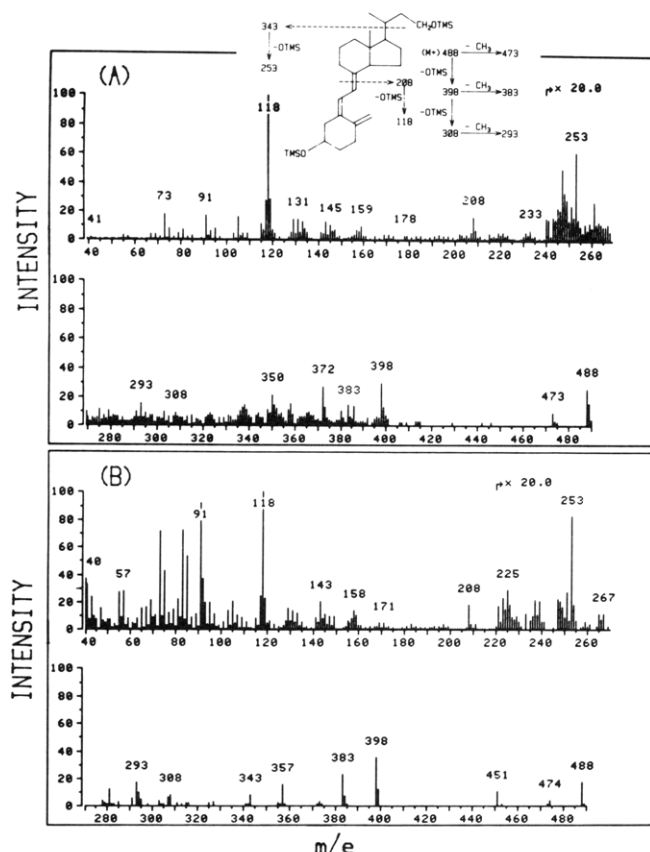 343
-OTMS
253
CH₂OTMS
(M+) 488 - CH₃ 473
-OTMS
398 - CH₃ 383
-OTMS
308 - CH₃ 293
208
-OTMS
118
TMSO
(A)
× 20.0
INTENSITY
100
80
60
40
20
0
41 73 91 118 131 145 159 178 208 233 253
40 60 80 100 120 140 160 180 200 220 240 260
100
80
60
40
20
0
293 308 350 372 383 398 473 488
280 300 320 340 360 380 400 420 440 460 480
(B)
× 20.0
INTENSITY
100
80
60
40
20
0
40 57 91 118 143 158 171 208 225 253 267
40 60 80 100 120 140 160 180 200 220 240 260
100
80
60
40
20
0
293 308 343 357 383 398 451 474 488
280 300 320 340 360 380 400 420 440 460 480
m/e